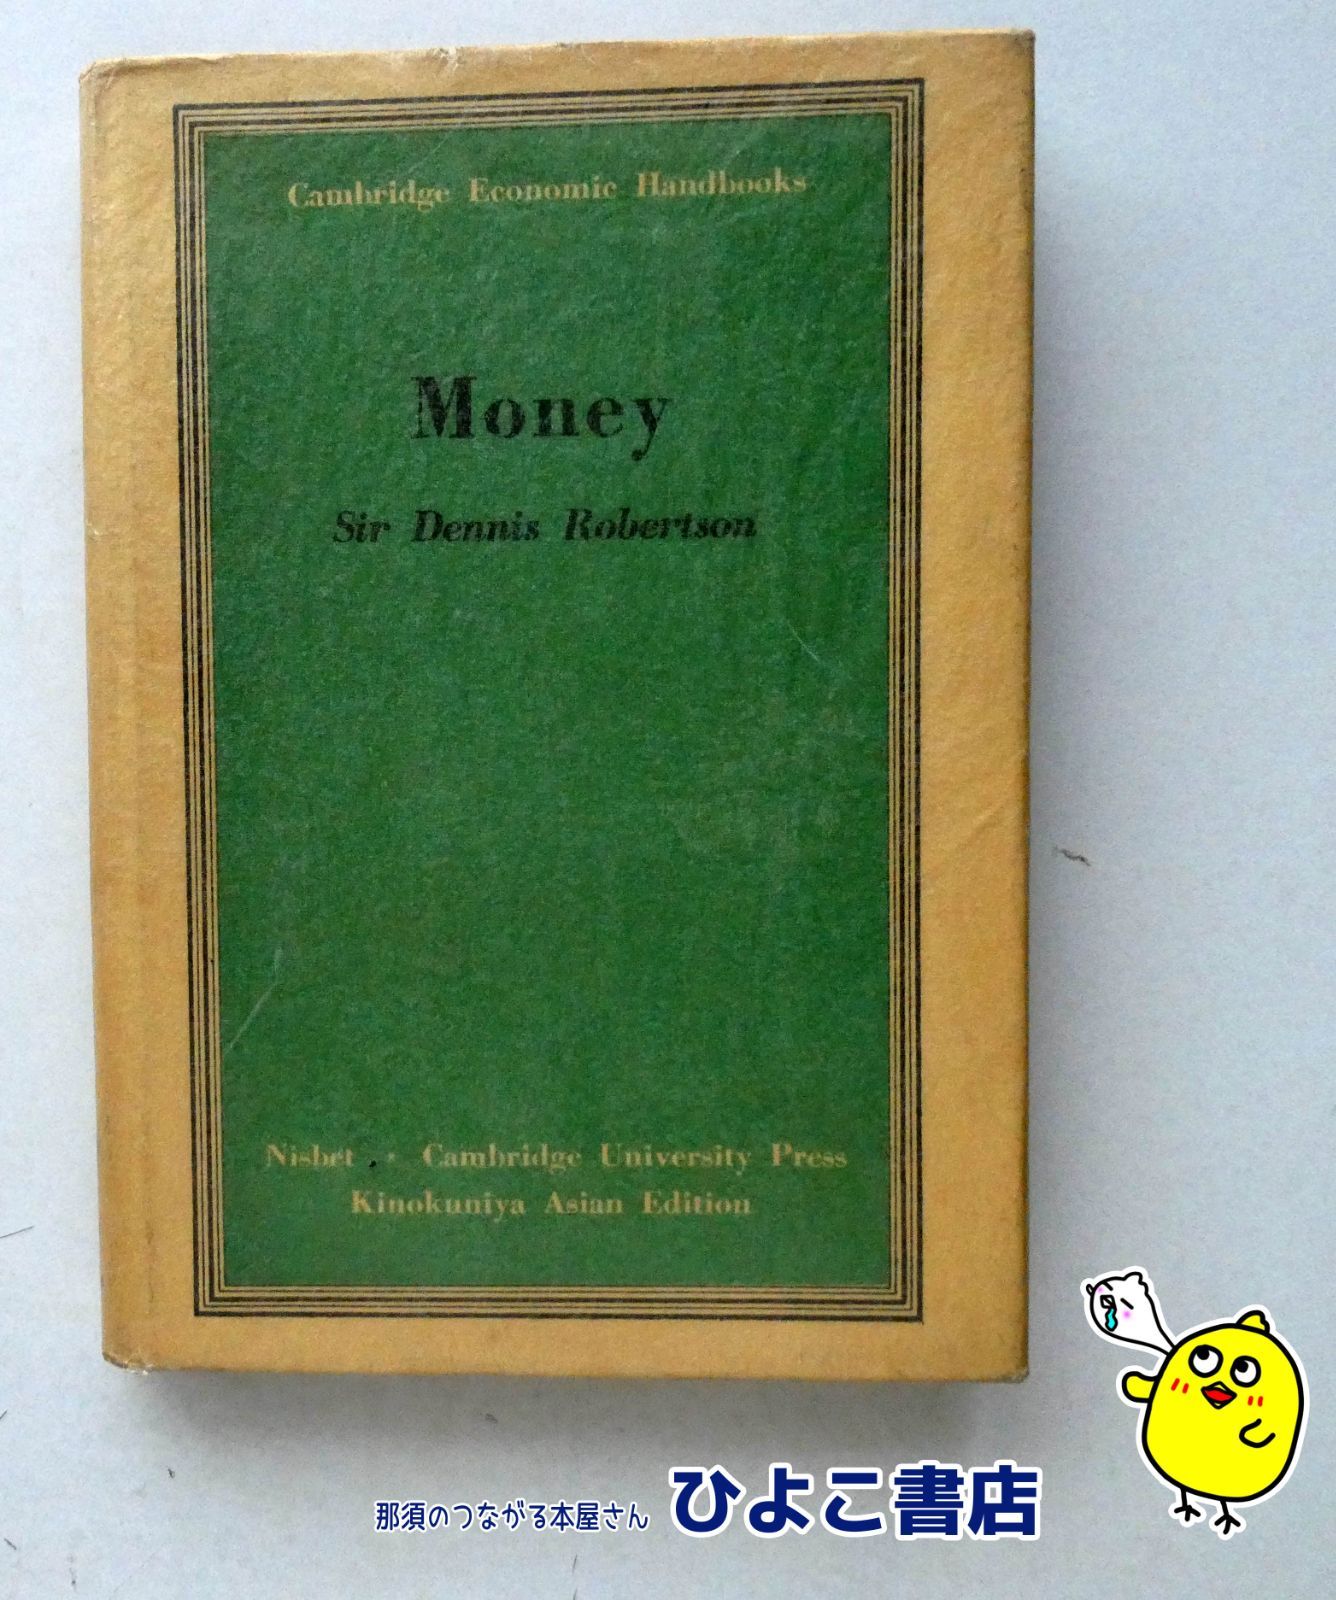 Cambridge Economic Handbooks
Money
Sir Dennis Robertson
Nisbet · Cambridge University Press
Kinokuniya Asian Edition
那須のつながる本屋さん ひよこ書店